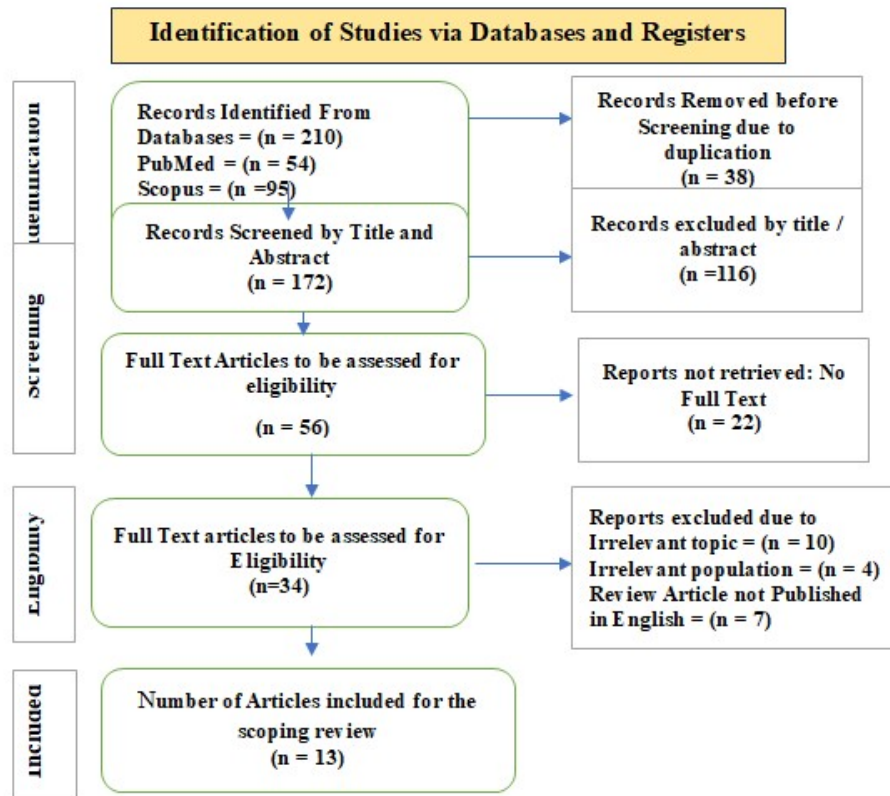 Identification of Studies via Databases and Registers
Identification
Records Identified From
Databases = (n = 210)
PubMed = (n = 54)
Scopus = (n =95)
Records Removed before
Screening due to
duplication
(n = 38)
Records Screened by Title and
Abstract
(n = 172)
Records excluded by title /
abstract
(n =116)
Screening
Full Text Articles to be assessed for
eligibility
(n = 56)
Reports not retrieved: No
Full Text
(n = 22)
Eligibility
Full Text articles to be assessed for
Eligibility
(n=34)
Reports excluded due to
Irrelevant topic = (n = 10)
Irrelevant population = (n = 4)
Review Article not Published
in English = (n = 7)
Included
Number of Articles included for the
scoping review
(n = 13)